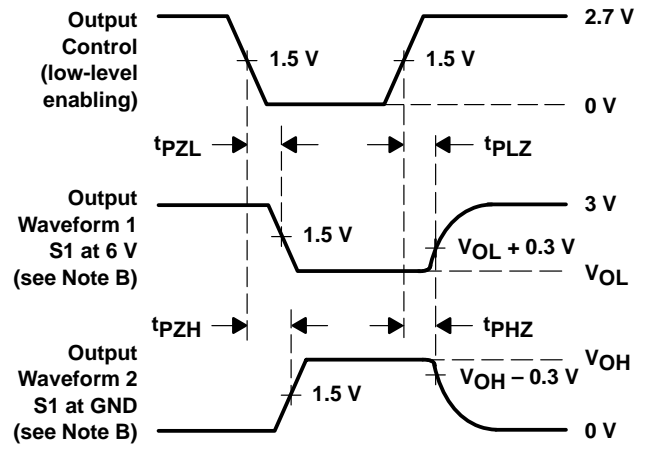 Output
Control
(low-level
enabling)
2.7 V
1.5 V
1.5 V
0 V
tPZL
tPLZ
Output
Waveform 1
S1 at 6 V
(see Note B)
3 V
1.5 V
VOL + 0.3 V
VOL
tPZH
tPHZ
Output
Waveform 2
S1 at GND
(see Note B)
VOH
VOH – 0.3 V
1.5 V
0 V